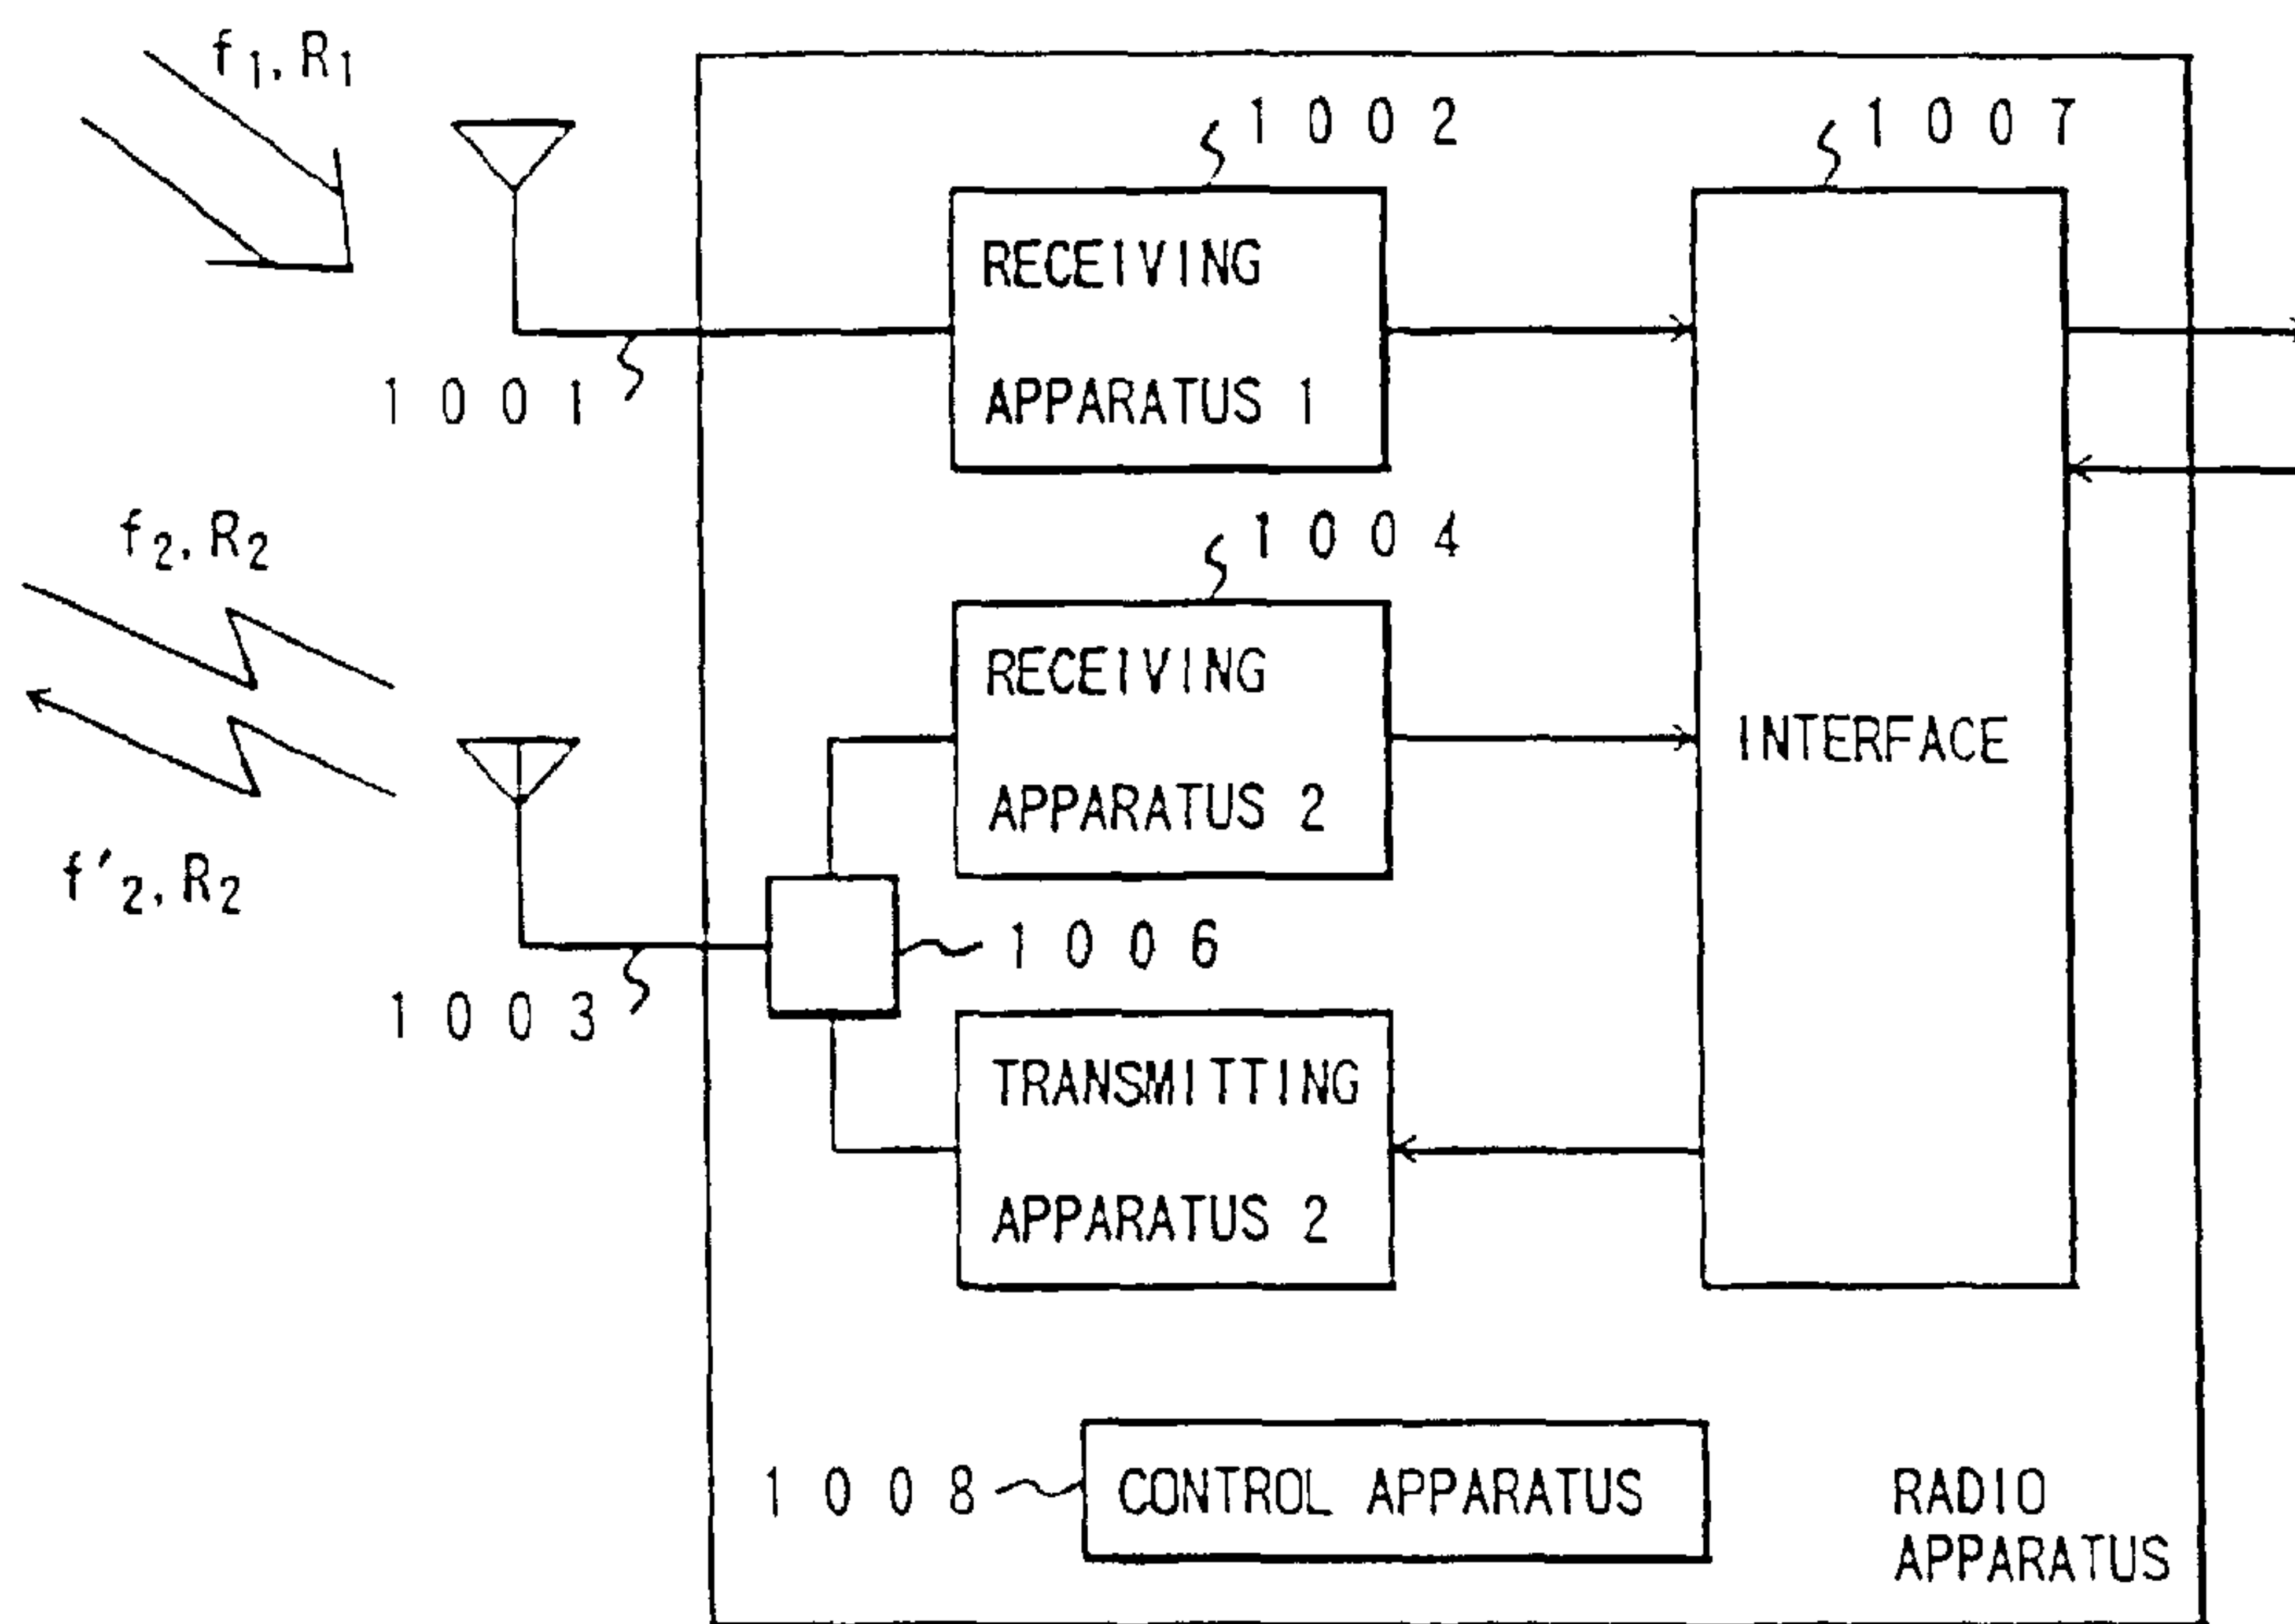 f1, R1
1002
1007
RECEIVING
APPARATUS 1
1001
f2, R2
1004
RECEIVING
APPARATUS 2
INTERFACE
f'2, R2
1006
1003
TRANSMITTING
APPARATUS 2
1008
CONTROL APPARATUS
RADIO
APPARATUS